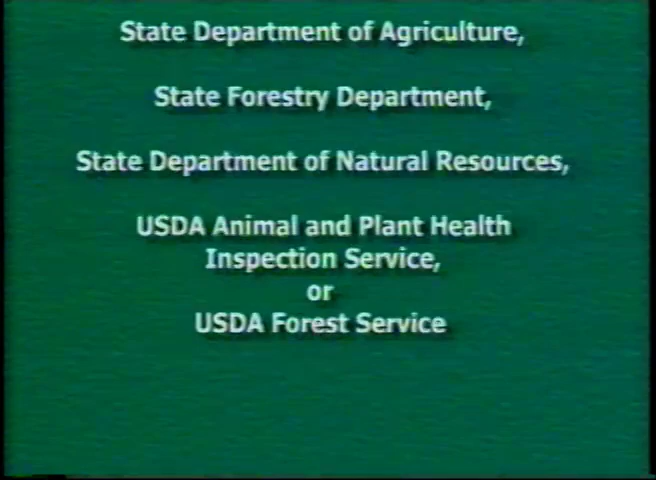 State Department of Agriculture,
State Forestry Department,
State Department of Natural Resources,
USDA Animal and Plant Health
Inspection Service,
or
USDA Forest Service